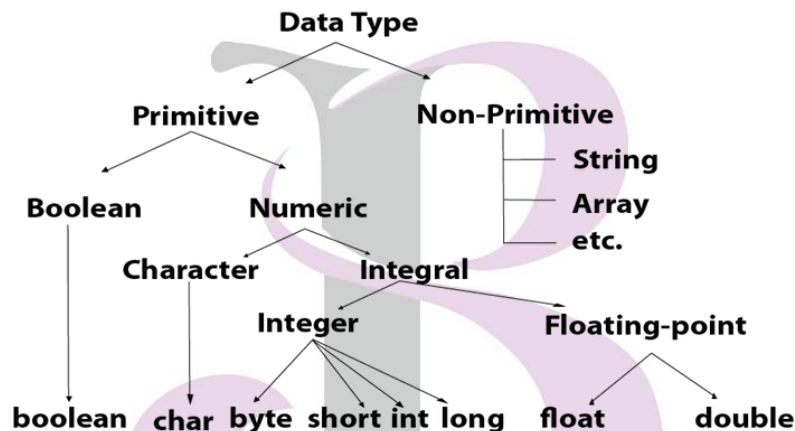 Data Type
Primitive
Non-Primitive
String
Boolean
Numeric
Array
etc.
Character
Integral
Integer
Floating-point
boolean
char
byte
short
int
long
float
double